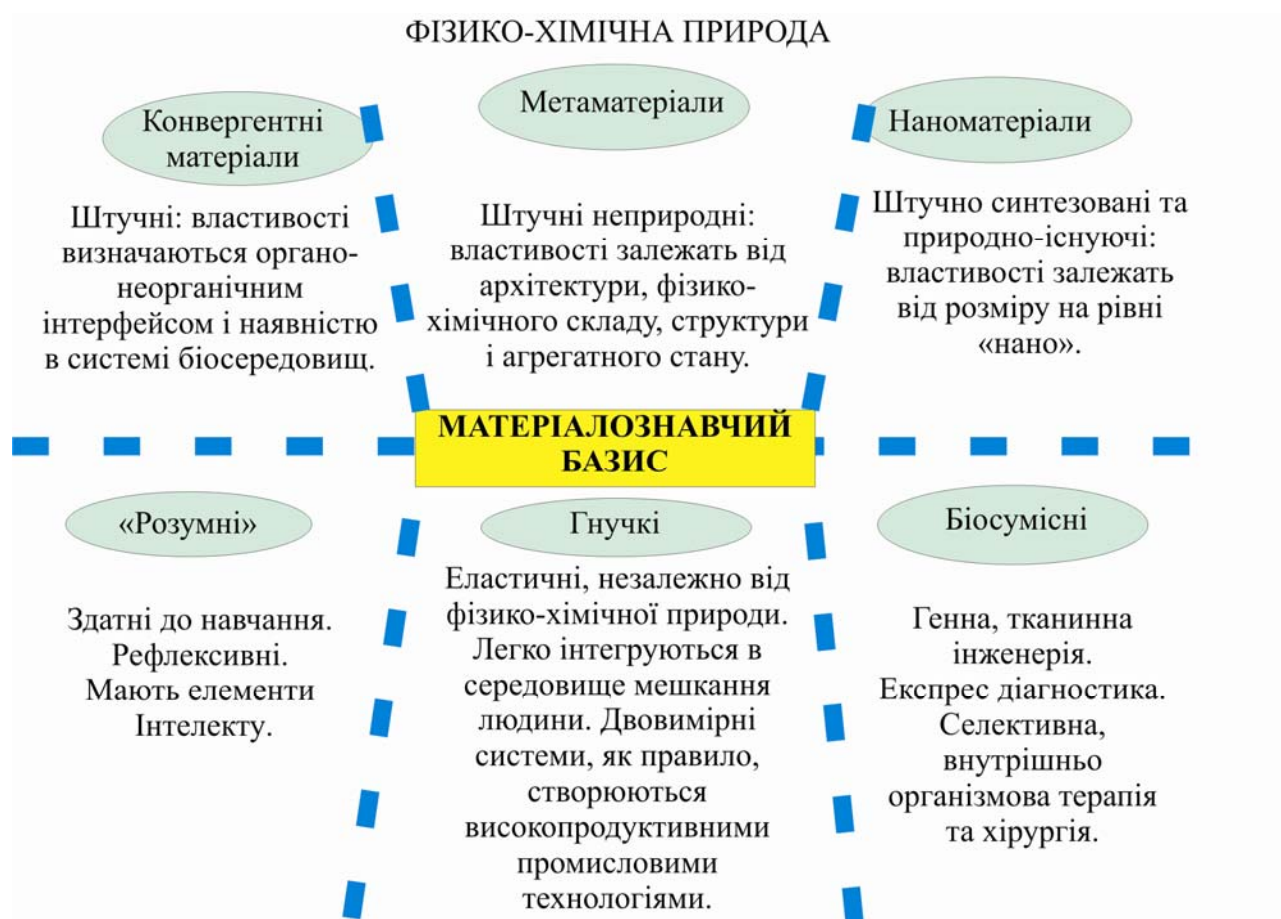 ФІЗИКО-ХІМІЧНА ПРИРОДА
Конвергентні
матеріали
Штучні: властивості
визначаються органо-
неорганічним
інтерфейсом і наявністю
в системі біосередовищ.
Метаматеріали
Штучні неприродні:
властивості залежать від
архітектури, фізико-
хімічного складу, структури
і агрегатного стану.
Наноматеріали
Штучно синтезовані та
природно-існуючі:
властивості залежать
від розміру на рівні
«нано».
МАТЕРІАЛОЗНАВЧИЙ
БАЗИС
«Розумні»
Здатні до навчання.
Рефлексивні.
Мають елементи
Інтелекту.
Гнучкі
Еластичні, незалежно від
фізико-хімічної природи.
Легко інтегруються в
середовище мешкання
людини. Двовимірні
системи, як правило,
створюються
високопродуктивними
промисловими
технологіями.
Біосумісні
Генна, тканинна
інженерія.
Експрес діагностика.
Селективна,
внутрішньо
організмова терапія
та хірургія.